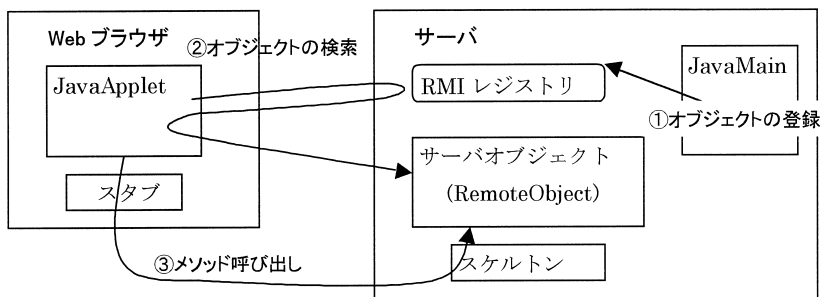 Web ブラウザ
②オブジェクトの検索
JavaApplet
スタブ
③メソッド呼び出し
サーバ
RMI レジストリ
JavaMain
①オブジェクトの登録
サーバオブジェクト
(RemoteObject)
スケルトン